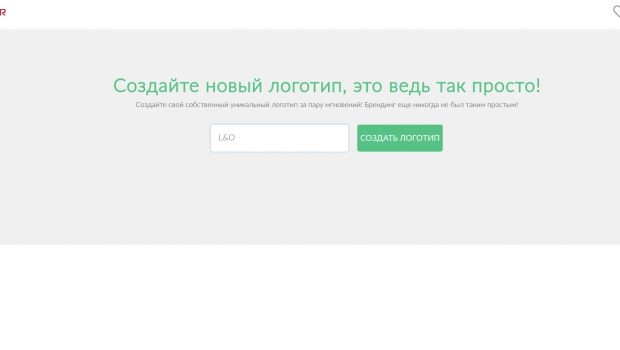 R
Создайте новый логотип, это ведь так просто!
Создайте свой собственный уникальный логотип за пару мгновений! Брендинг еще никогда не был таким простым!
L&O
СОЗДАТЬ ЛОГОТИП